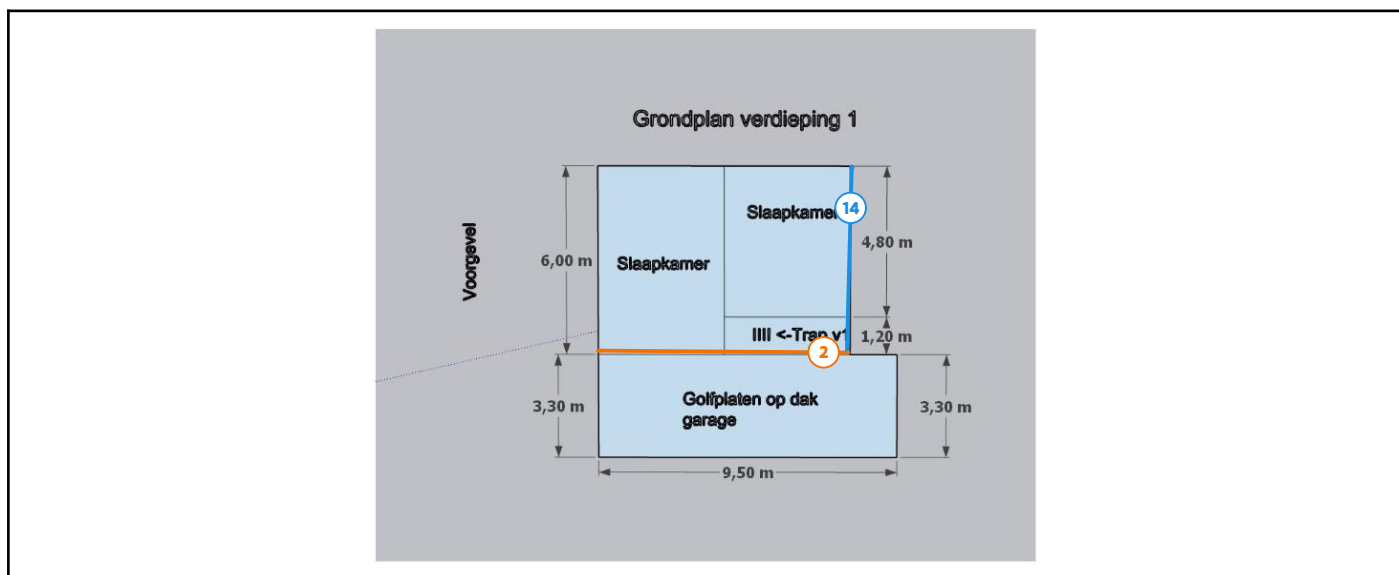 Grondplan verdieping 1
Voorgevel
6,00 m
Slaapkamer
Slaapkamer
14
4,80 m
IIII <-Trap v1
1,20 m
2
3,30 m
Golfplaten op dak
garage
3,30 m
9,50 m